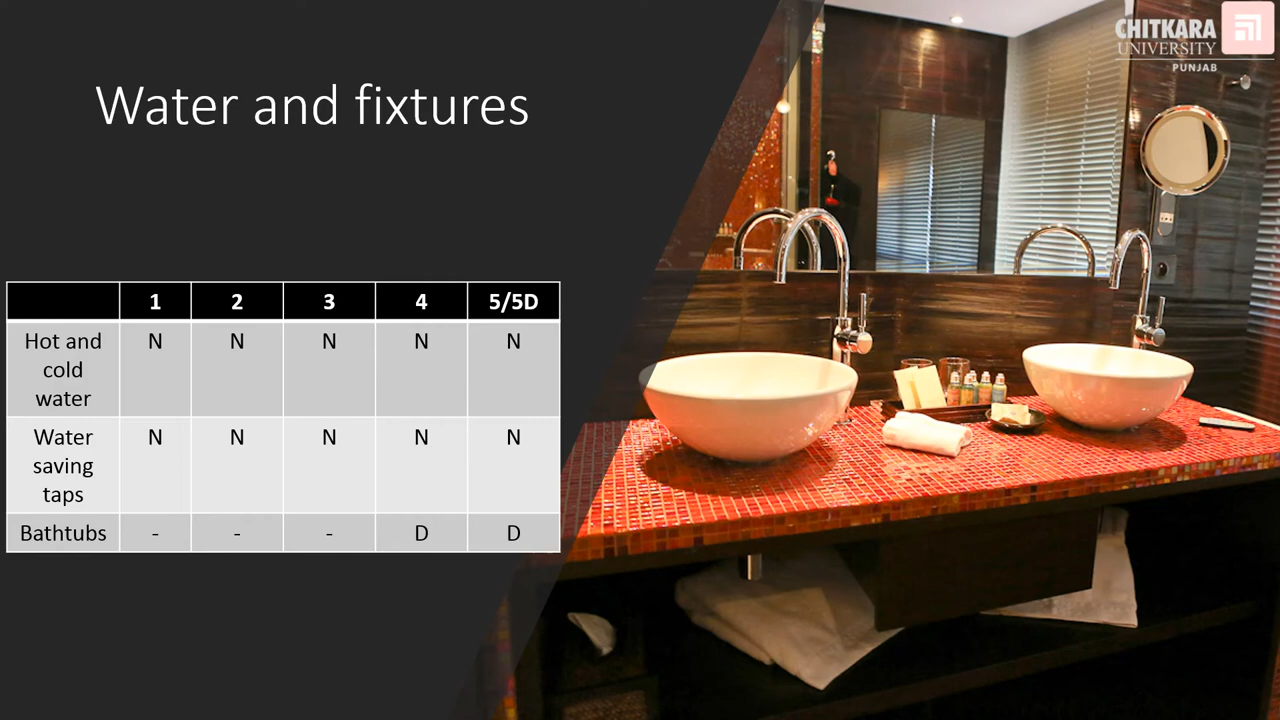 CHITKARA
UNIVERSITY
PUNJAB
Water and fixtures
1 2 3 4 5/5D
Hot and N N N N N
cold
water
Water N N N N N
saving
taps
Bathtubs - - - D D